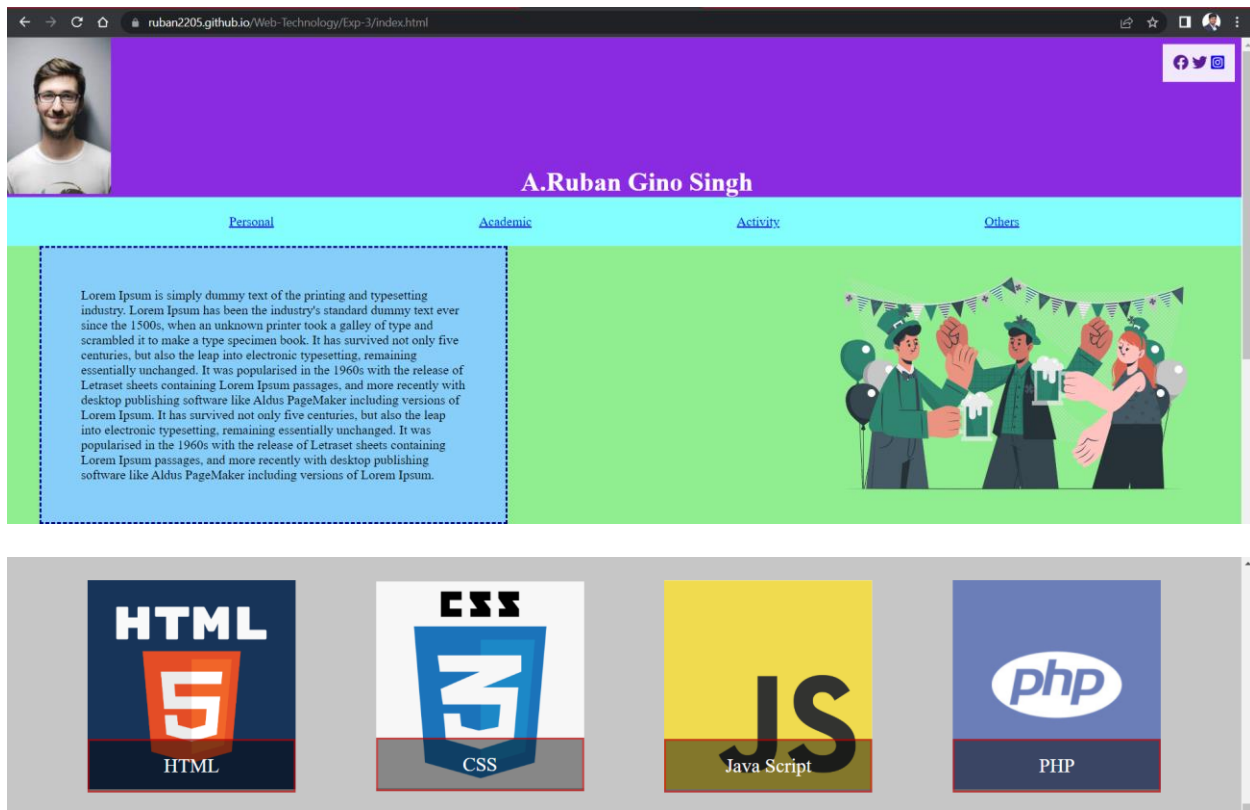 ruban2205.github.io/Web-Technology/Exp-3/index.html
A.Ruban Gino Singh
Personal Academic Activity Others
Lorem Ipsum is simply dummy text of the printing and typesetting
industry. Lorem Ipsum has been the industry's standard dummy text ever
since the 1500s, when an unknown printer took a galley of type and
scrambled it to make a type specimen book. It has survived not only five
centuries, but also the leap into electronic typesetting, remaining
essentially unchanged. It was popularised in the 1960s with the release of
Letraset sheets containing Lorem Ipsum passages, and more recently with
desktop publishing software like Aldus PageMaker including versions of
Lorem Ipsum. It has survived not only five centuries, but also the leap
into electronic typesetting, remaining essentially unchanged. It was
popularised in the 1960s with the release of Letraset sheets containing
Lorem Ipsum passages, and more recently with desktop publishing
software like Aldus PageMaker including versions of Lorem Ipsum.
HTML
5
HTML
CSS
3
CSS
JS
Java Script
php
PHP